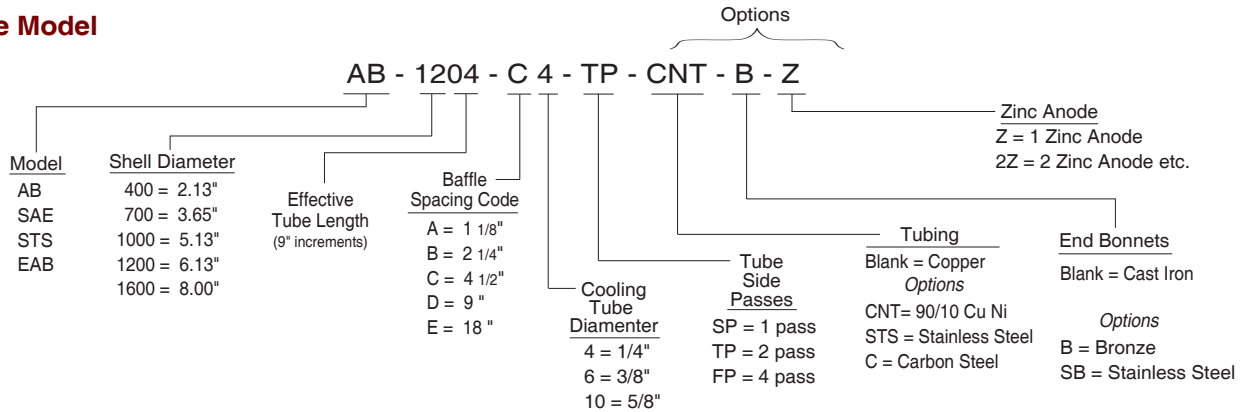 e Model
Options
AB - 1204 - C 4 - TP - CNT - B - Z
Model
AB
SAE
STS
EAB
Shell Diameter
400 = 2.13"
700 = 3.65"
1000 = 5.13"
1200 = 6.13"
1600 = 8.00"
Effective
Tube Length
(9" increments)
Baffle
Spacing Code
A = 1 1/8"
B = 2 1/4"
C = 4 1/2"
D = 9 "
E = 18 "
Cooling
Tube
Diamenter
4 = 1/4"
6 = 3/8"
10 = 5/8"
Tube
Side
Passes
SP = 1 pass
TP = 2 pass
FP = 4 pass
Tubing
Blank = Copper
Options
CNT= 90/10 Cu Ni
STS = Stainless Steel
C = Carbon Steel
End Bonnets
Blank = Cast Iron
Options
B = Bronze
SB = Stainless Steel
Zinc Anode
Z = 1 Zinc Anode
2Z = 2 Zinc Anode etc.